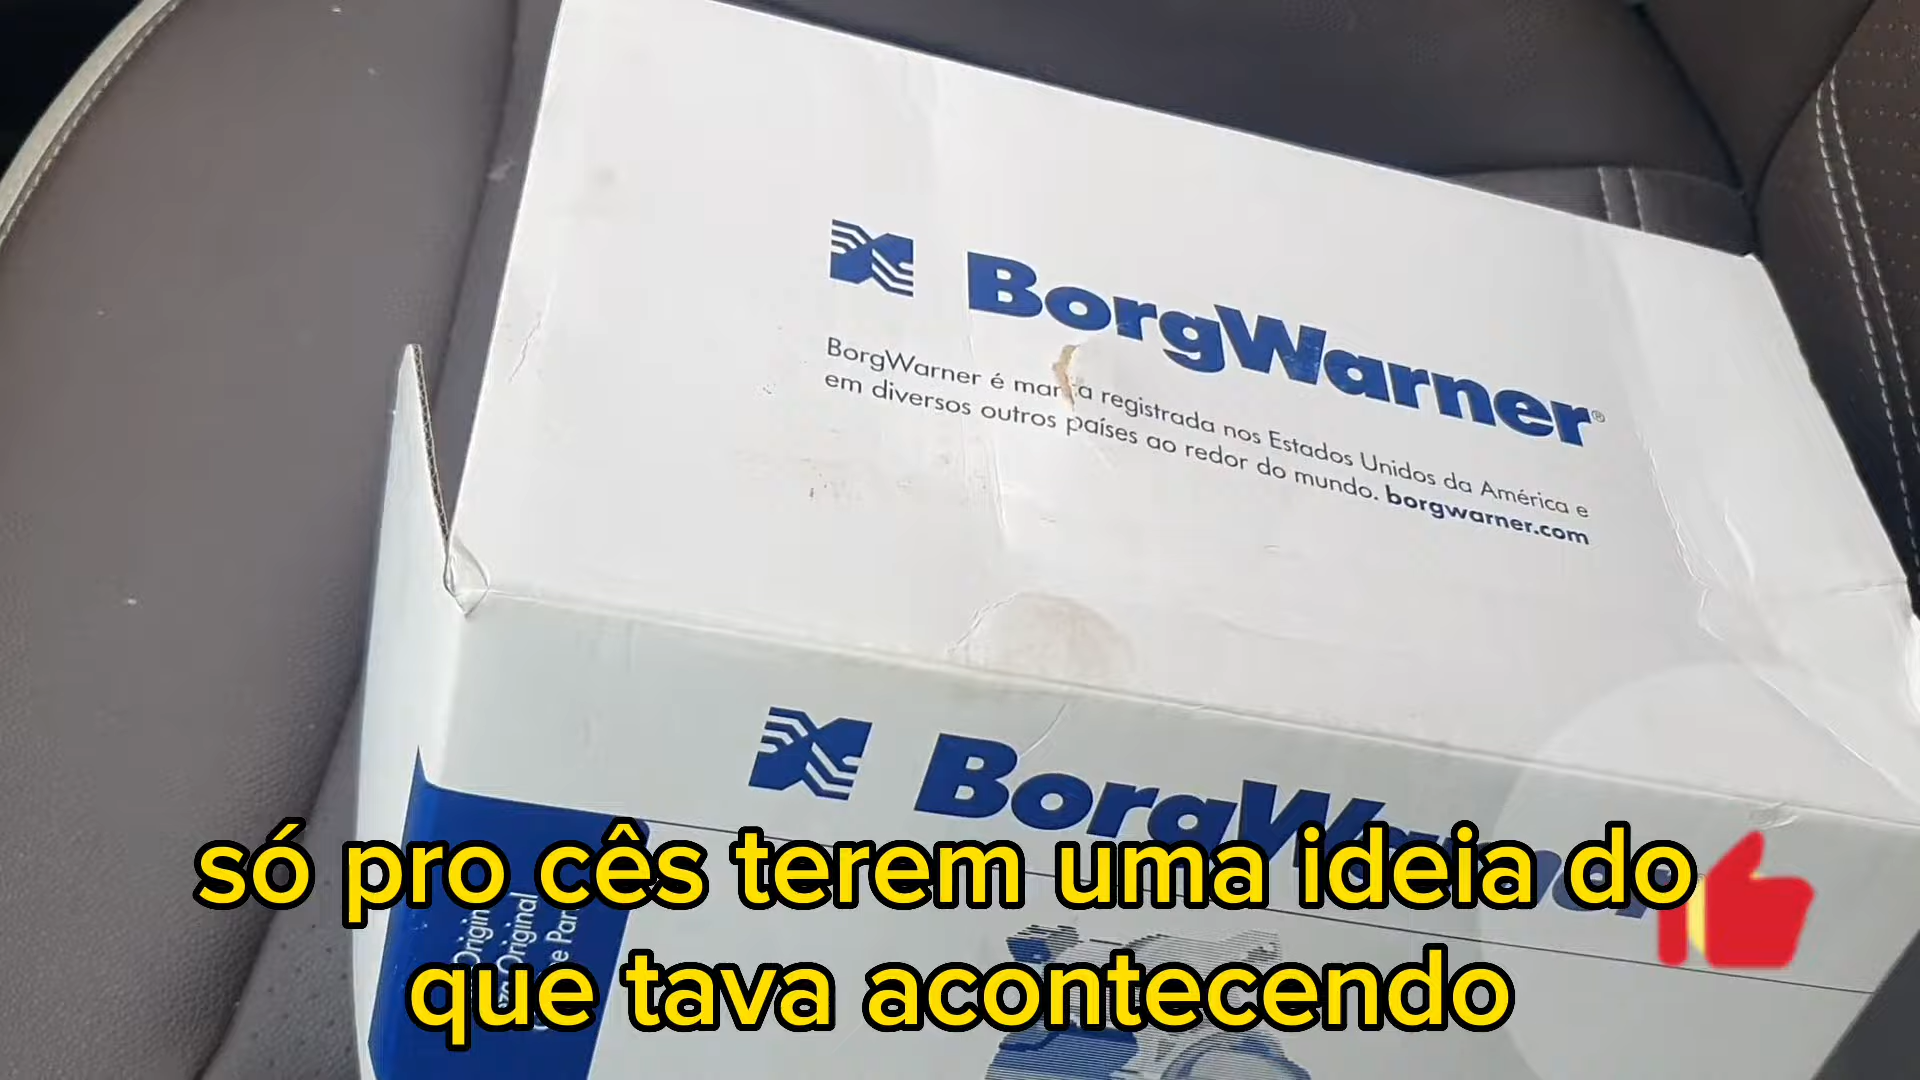 BorgWarner®
BorgWarner é marca registrada nos Estados Unidos da América e
em diversos outros países ao redor do mundo. borgwarner.com
BorgWarner
só pro cês terem uma ideia do
que tava acontecendo
Original